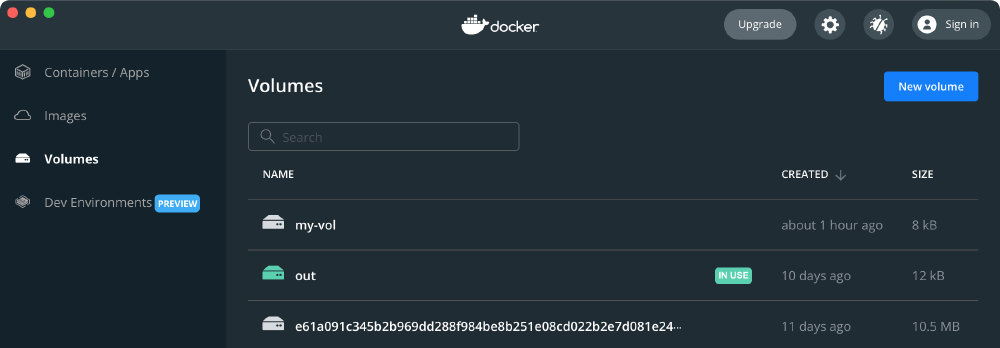 docker
Upgrade
Sign in
Containers / Apps
Images
Volumes
Dev Environments PREVIEW
Volumes
New volume
Search
NAME CREATED SIZE
my-vol about 1 hour ago 8 kB
out IN USE 10 days ago 12 kB
e61a091c345b2b969dd288f984be8b251e08cd022b2e7d081e24··· 11 days ago 10.5 MB